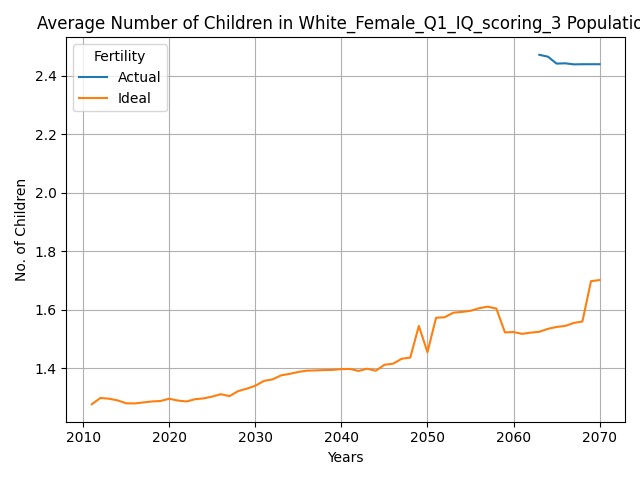 Average Number of Children in White_Female_Q1_IQ_scoring_3 Populatio
Fertility
Actual
Ideal
2.4
2.2
2.0
1.8
1.6
1.4
No. of Children
2010 2020 2030 2040 2050 2060 2070
Years